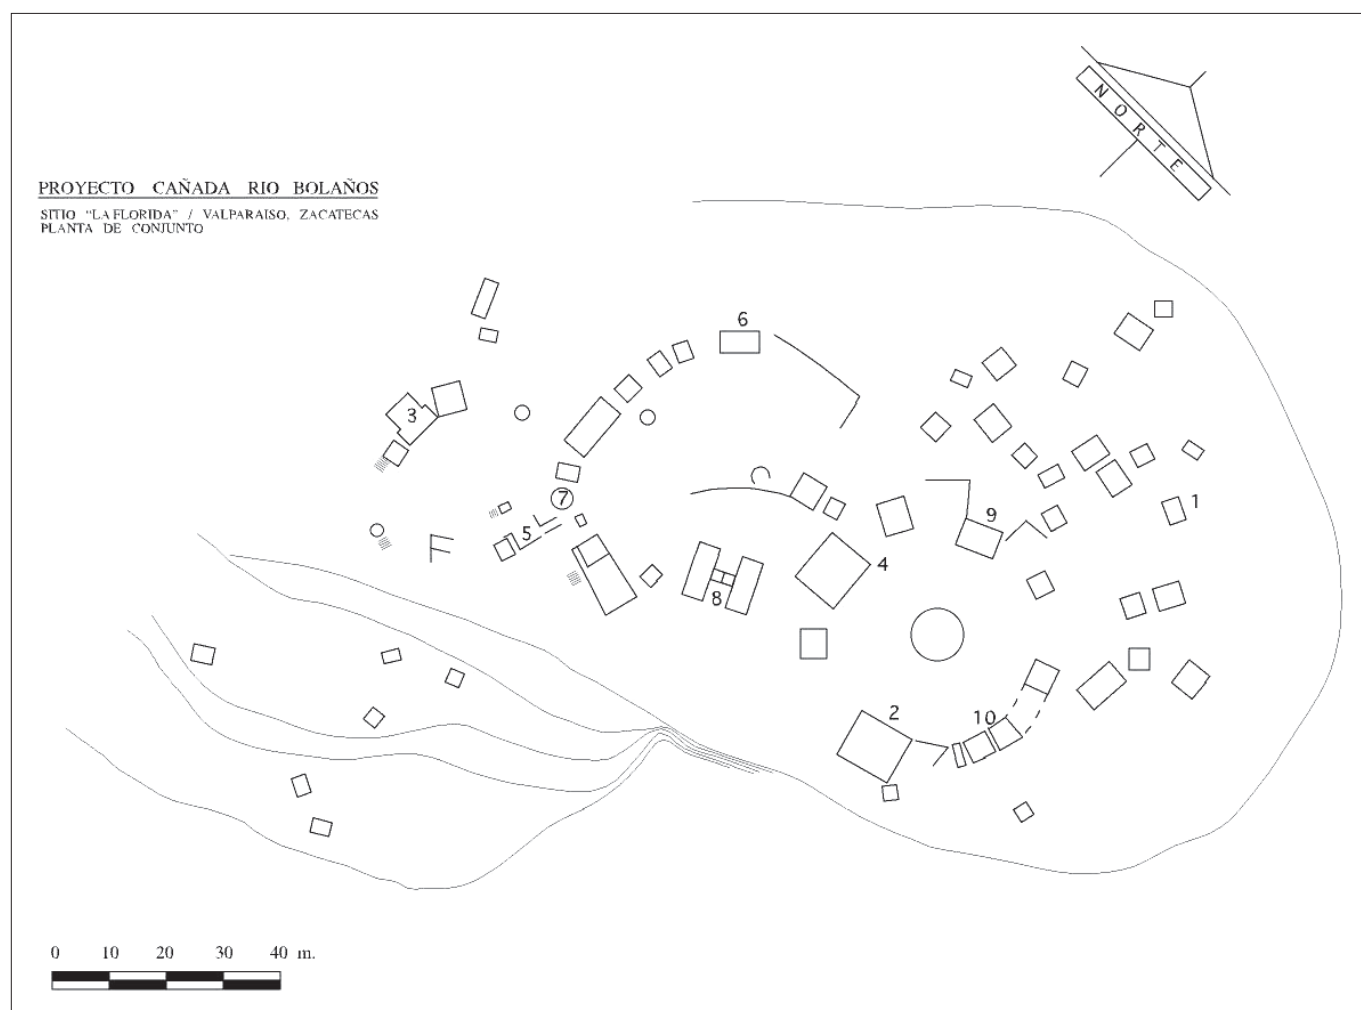 NORTE
PROYECTO CAÑADA RIO BOLAÑOS
SITIO "LA FLORIDA" / VALPARAISO, ZACATECAS
PLANTA DE CONJUNTO
6
3
7
1
5
9
4
8
2
10
0 10 20 30 40 m.